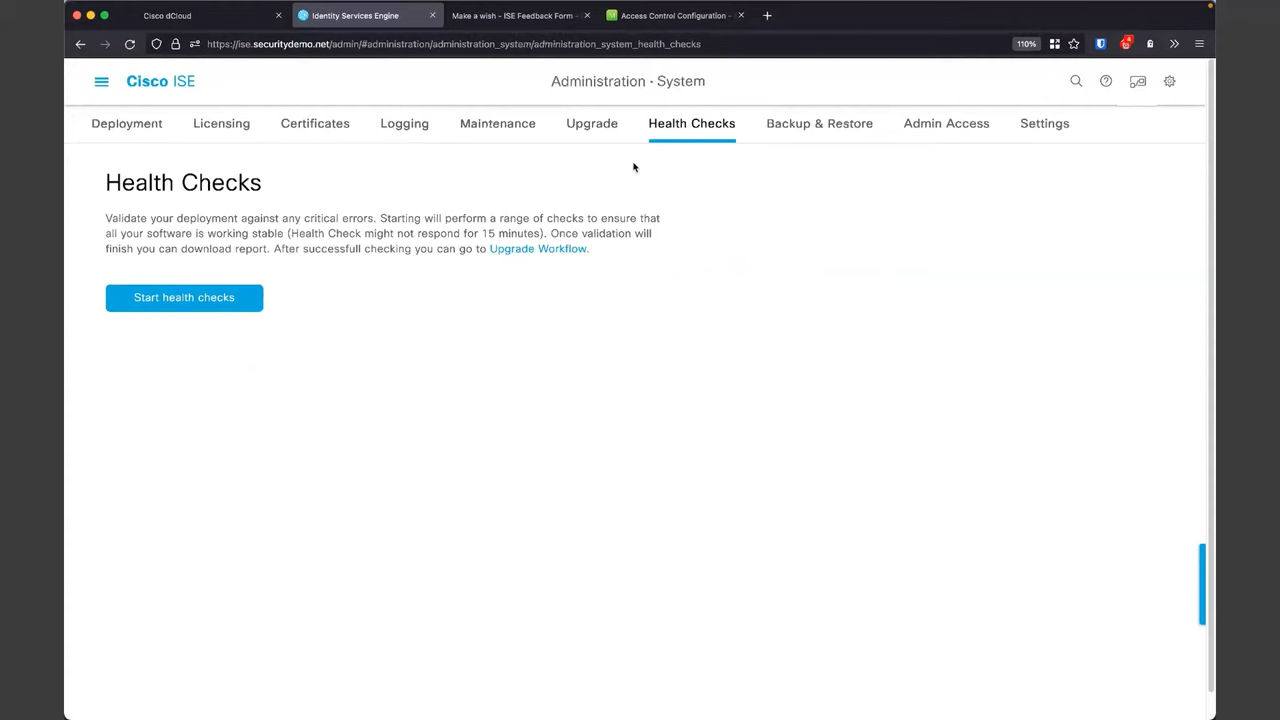 Cisco dCloud
Identity Services Engine
Make a wish - ISE Feedback Form -
Access Control Configuration -
https://ise.securitydemo.net/admin/#administration/administration_system/administration_system_health_checks
110%
4
Cisco ISE
Administration · System
Deployment
Licensing
Certificates
Logging
Maintenance
Upgrade
Health Checks
Backup & Restore
Admin Access
Settings
Health Checks
Validate your deployment against any critical errors. Starting will perform a range of checks to ensure that
all your software is working stable (Health Check might not respond for 15 minutes). Once validation will
finish you can download report. After successfull checking you can go to Upgrade Workflow.
Start health checks